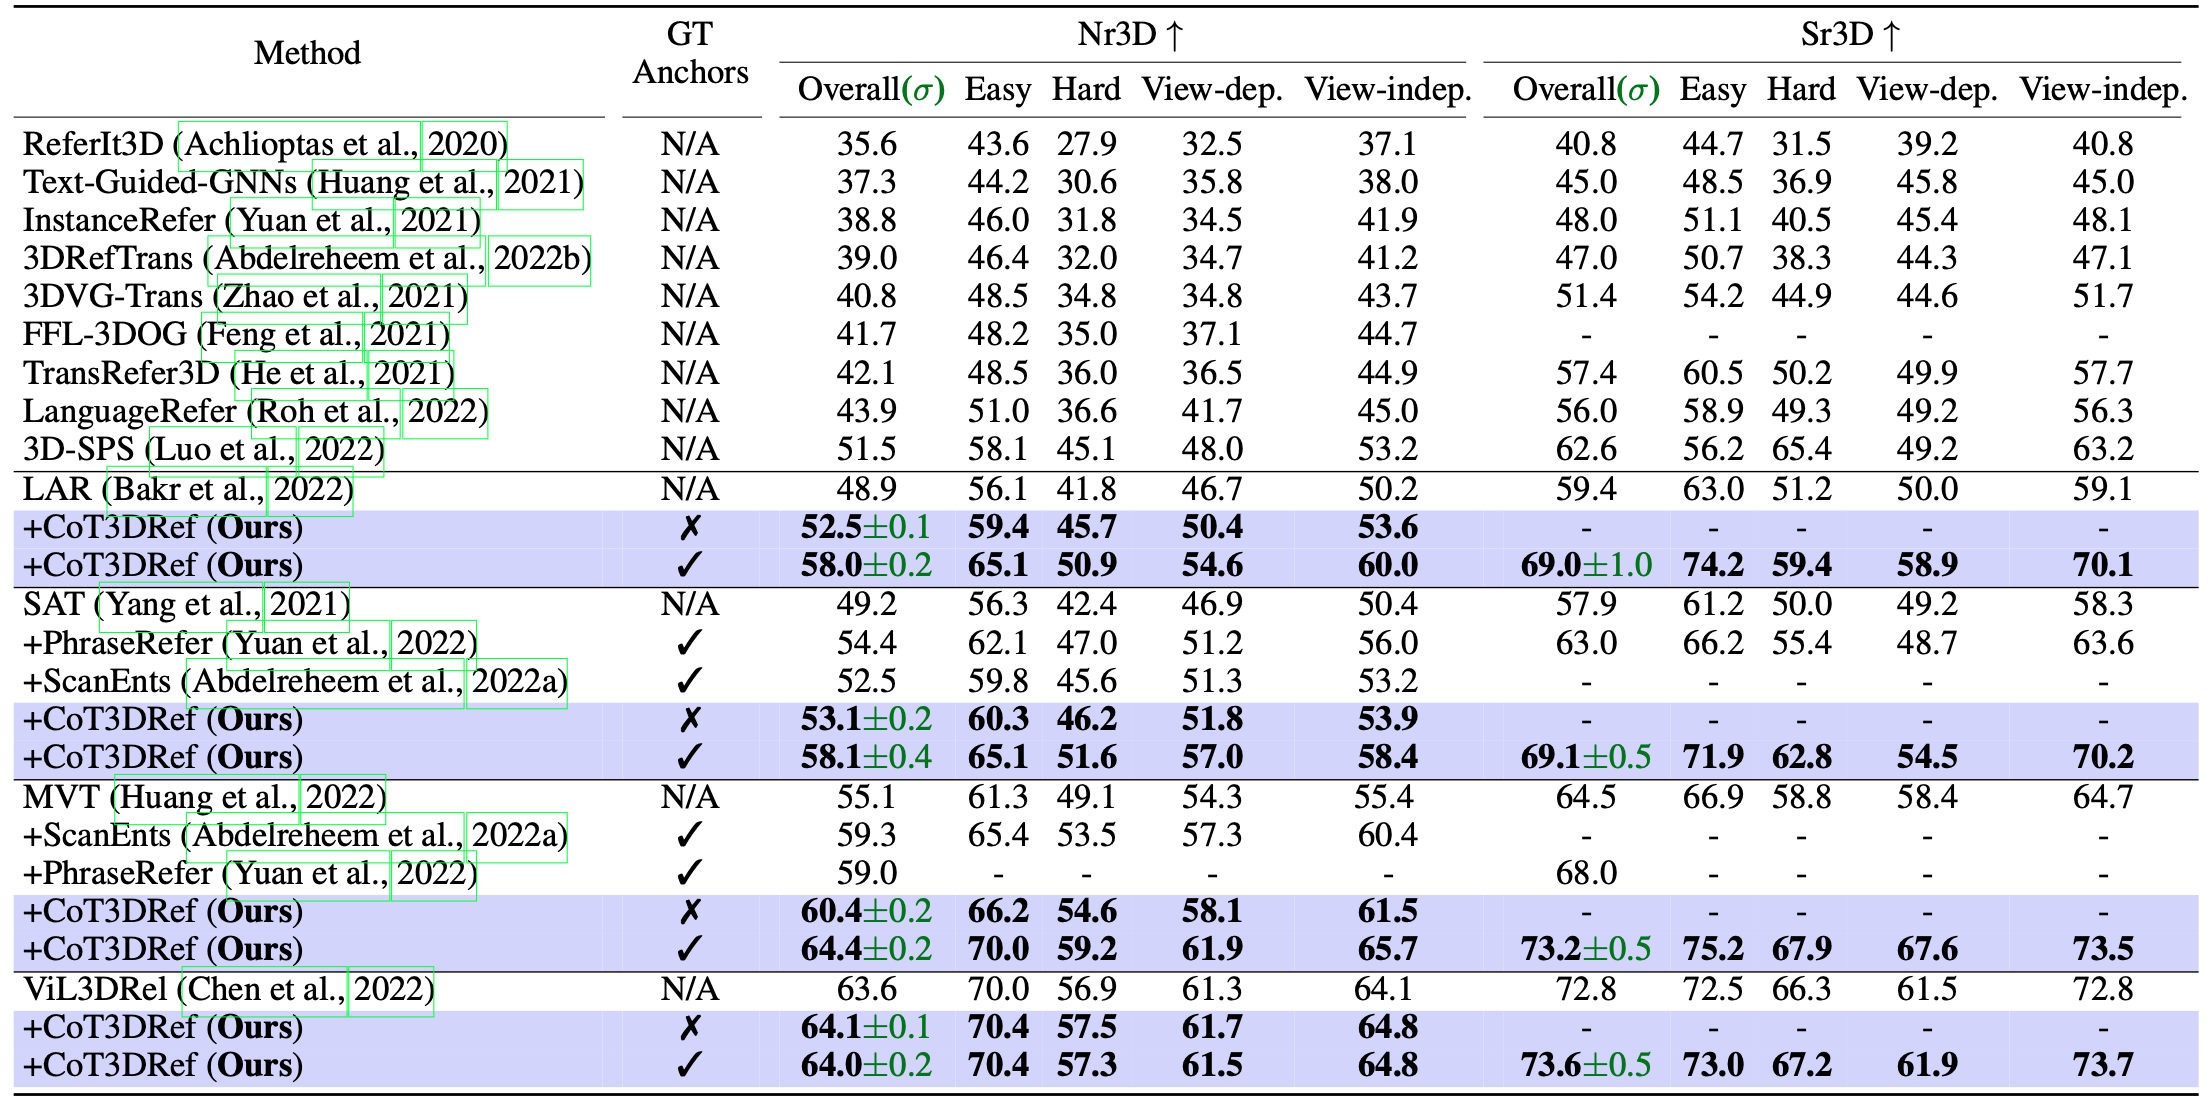 Method GT Anchors Nr3D ↑ Sr3D ↑
Overall(σ) Easy Hard View-dep. View-indep. Overall(σ) Easy Hard View-dep. View-indep.
ReferIt3D (Achlioptas et al., 2020) N/A 35.6 43.6 27.9 32.5 37.1 40.8 44.7 31.5 39.2 40.8
Text-Guided-GNNs (Huang et al., 2021) N/A 37.3 44.2 30.6 35.8 38.0 45.0 48.5 36.9 45.8 45.0
InstanceRefer (Yuan et al., 2021) N/A 38.8 46.0 31.8 34.5 41.9 48.0 51.1 40.5 45.4 48.1
3DRefTrans (Abdelreheem et al., 2022b) N/A 39.0 46.4 32.0 34.7 41.2 47.0 50.7 38.3 44.3 47.1
3DVG-Trans (Zhao et al., 2021) N/A 40.8 48.5 34.8 34.8 43.7 51.4 54.2 44.9 44.6 51.7
FFL-3DOG (Feng et al., 2021) N/A 41.7 48.2 35.0 37.1 44.7 - - - - -
TransRefer3D (He et al., 2021) N/A 42.1 48.5 36.0 36.5 44.9 57.4 60.5 50.2 49.9 57.7
LanguageRefer (Roh et al., 2022) N/A 43.9 51.0 36.6 41.7 45.0 56.0 58.9 49.3 49.2 56.3
3D-SPS (Luo et al., 2022) N/A 51.5 58.1 45.1 48.0 53.2 62.6 56.2 65.4 49.2 63.2
LAR (Bakr et al., 2022) N/A 48.9 56.1 41.8 46.7 50.2 59.4 63.0 51.2 50.0 59.1
+CoT3DRef (Ours) ✗ 52.5±0.1 59.4 45.7 50.4 53.6 - - - - -
+CoT3DRef (Ours) ✓ 58.0±0.2 65.1 50.9 54.6 60.0 69.0±1.0 74.2 59.4 58.9 70.1
SAT (Yang et al., 2021) N/A 49.2 56.3 42.4 46.9 50.4 57.9 61.2 50.0 49.2 58.3
+PhraseRefer (Yuan et al., 2022) ✓ 54.4 62.1 47.0 51.2 56.0 63.0 66.2 55.4 48.7 63.6
+ScanEnts (Abdelreheem et al., 2022a) ✓ 52.5 59.8 45.6 51.3 53.2 - - - - -
+CoT3DRef (Ours) ✗ 53.1±0.2 60.3 46.2 51.8 53.9 - - - - -
+CoT3DRef (Ours) ✓ 58.1±0.4 65.1 51.6 57.0 58.4 69.1±0.5 71.9 62.8 54.5 70.2
MVT (Huang et al., 2022) N/A 55.1 61.3 49.1 54.3 55.4 64.5 66.9 58.8 58.4 64.7
+ScanEnts (Abdelreheem et al., 2022a) ✓ 59.3 65.4 53.5 57.3 60.4 - - - - -
+PhraseRefer (Yuan et al., 2022) ✓ 59.0 - - - - 68.0 - - - -
+CoT3DRef (Ours) ✗ 60.4±0.2 66.2 54.6 58.1 61.5 - - - - -
+CoT3DRef (Ours) ✓ 64.4±0.2 70.0 59.2 61.9 65.7 73.2±0.5 75.2 67.9 67.6 73.5
ViL3DRel (Chen et al., 2022) N/A 63.6 70.0 56.9 61.3 64.1 72.8 72.5 66.3 61.5 72.8
+CoT3DRef (Ours) ✗ 64.1±0.1 70.4 57.5 61.7 64.8 - - - - -
+CoT3DRef (Ours) ✓ 64.0±0.2 70.4 57.3 61.5 64.8 73.6±0.5 73.0 67.2 61.9 73.7